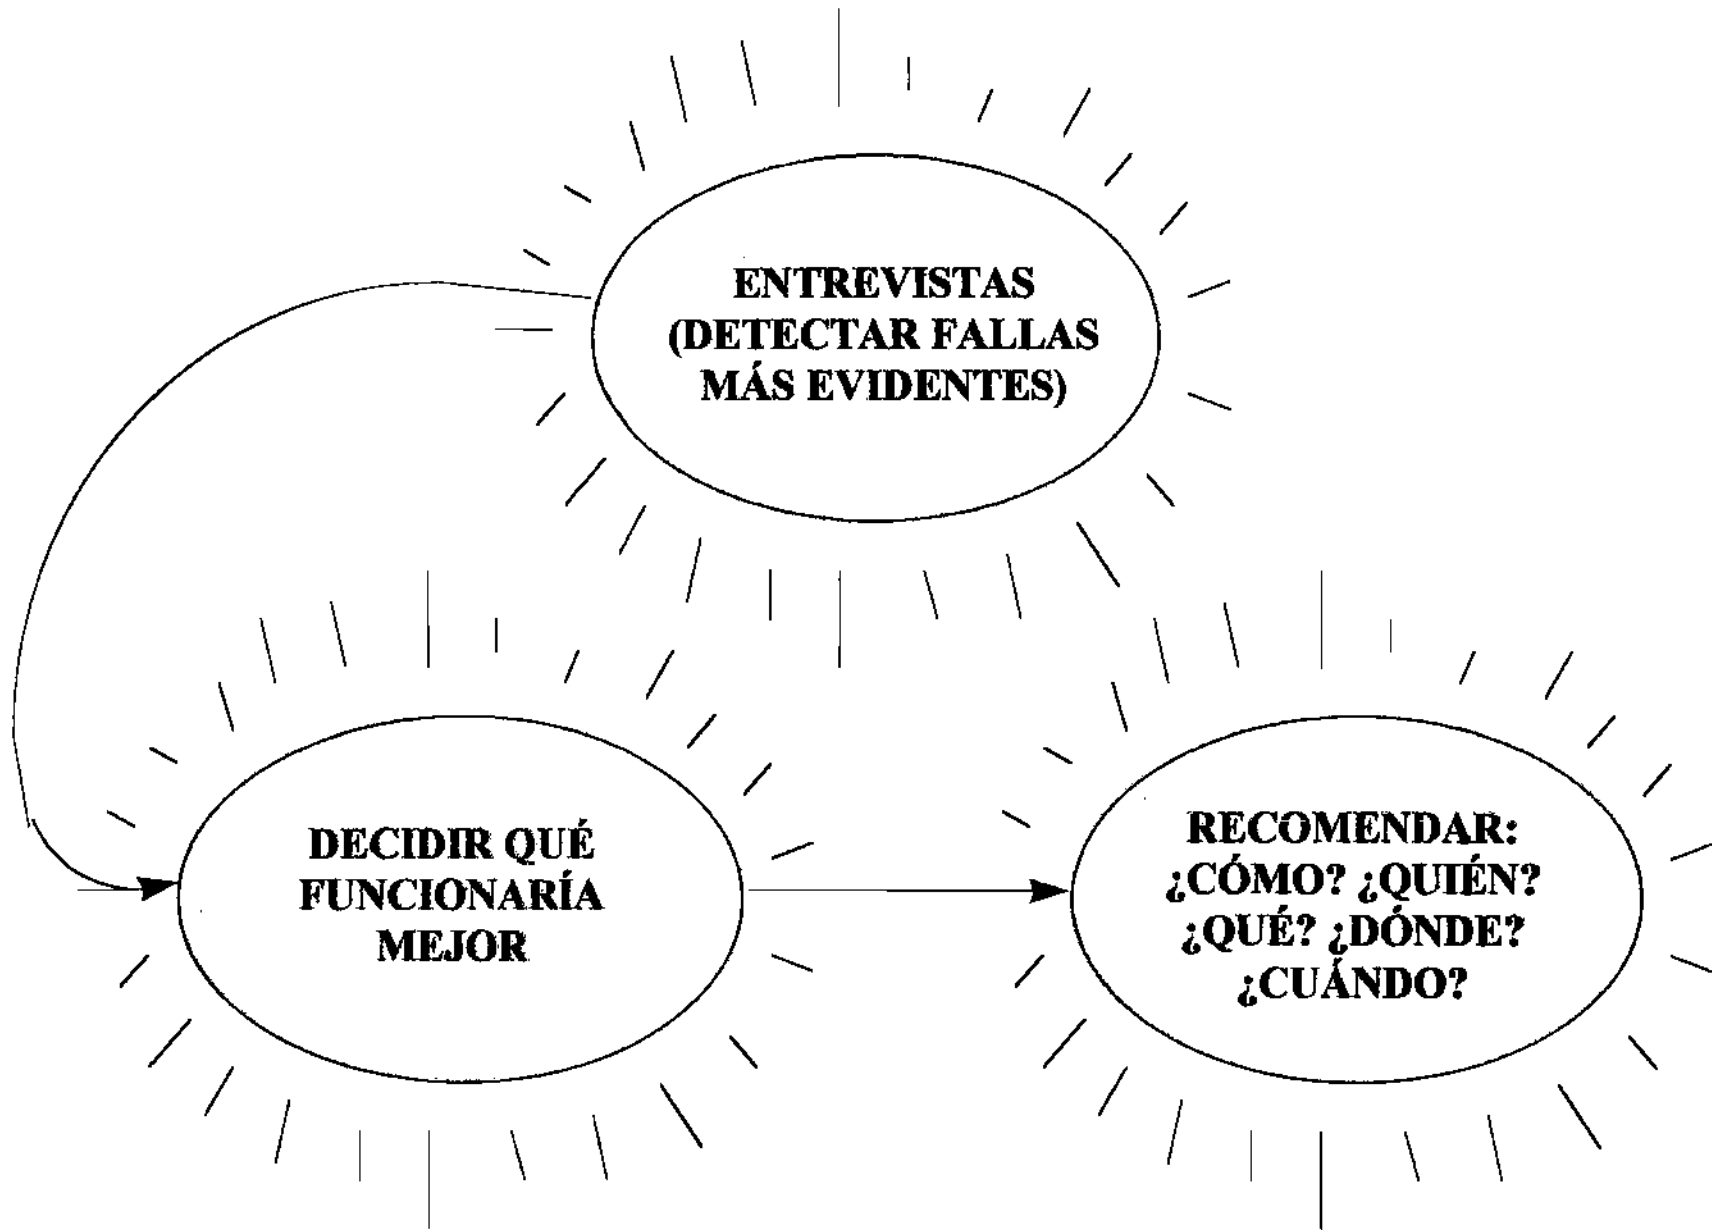 ENTREVISTAS
(DETECTAR FALLAS
MÁS EVIDENTES)
DECIDIR QUÉ
FUNCIONARÍA
MEJOR
RECOMENDAR:
¿CÓMO? ¿QUIÉN?
¿QUÉ? ¿DÓNDE?
¿CUÁNDO?